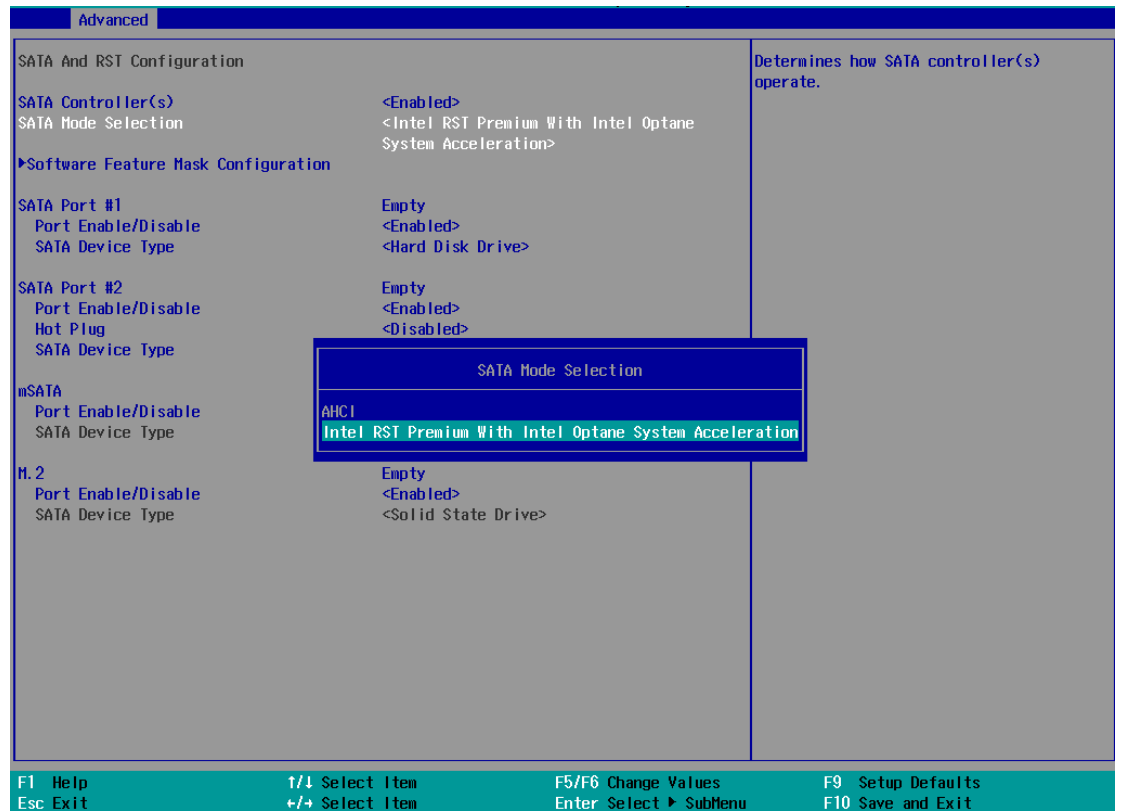 Advanced
SATA And RST Configuration
Determines how SATA controller(s)
operate.
SATA Controller(s) <Enabled>
SATA Mode Selection <Intel RST Premium With Intel Optane
System Acceleration>
▶Software Feature Mask Configuration
SATA Port #1 Empty
Port Enable/Disable <Enabled>
SATA Device Type <Hard Disk Drive>
SATA Port #2 Empty
Port Enable/Disable <Enabled>
Hot Plug <Disabled>
SATA Device Type
mSATA
Port Enable/Disable
SATA Device Type
SATA Mode Selection
AHCI
Intel RST Premium With Intel Optane System Acceleration
M.2 Empty
Port Enable/Disable <Enabled>
SATA Device Type <Solid State Drive>
F1 Help ↑/↓ Select Item F5/F6 Change Values F9 Setup Defaults
Esc Exit ←/→ Select Item Enter Select ▶ SubMenu F10 Save and Exit